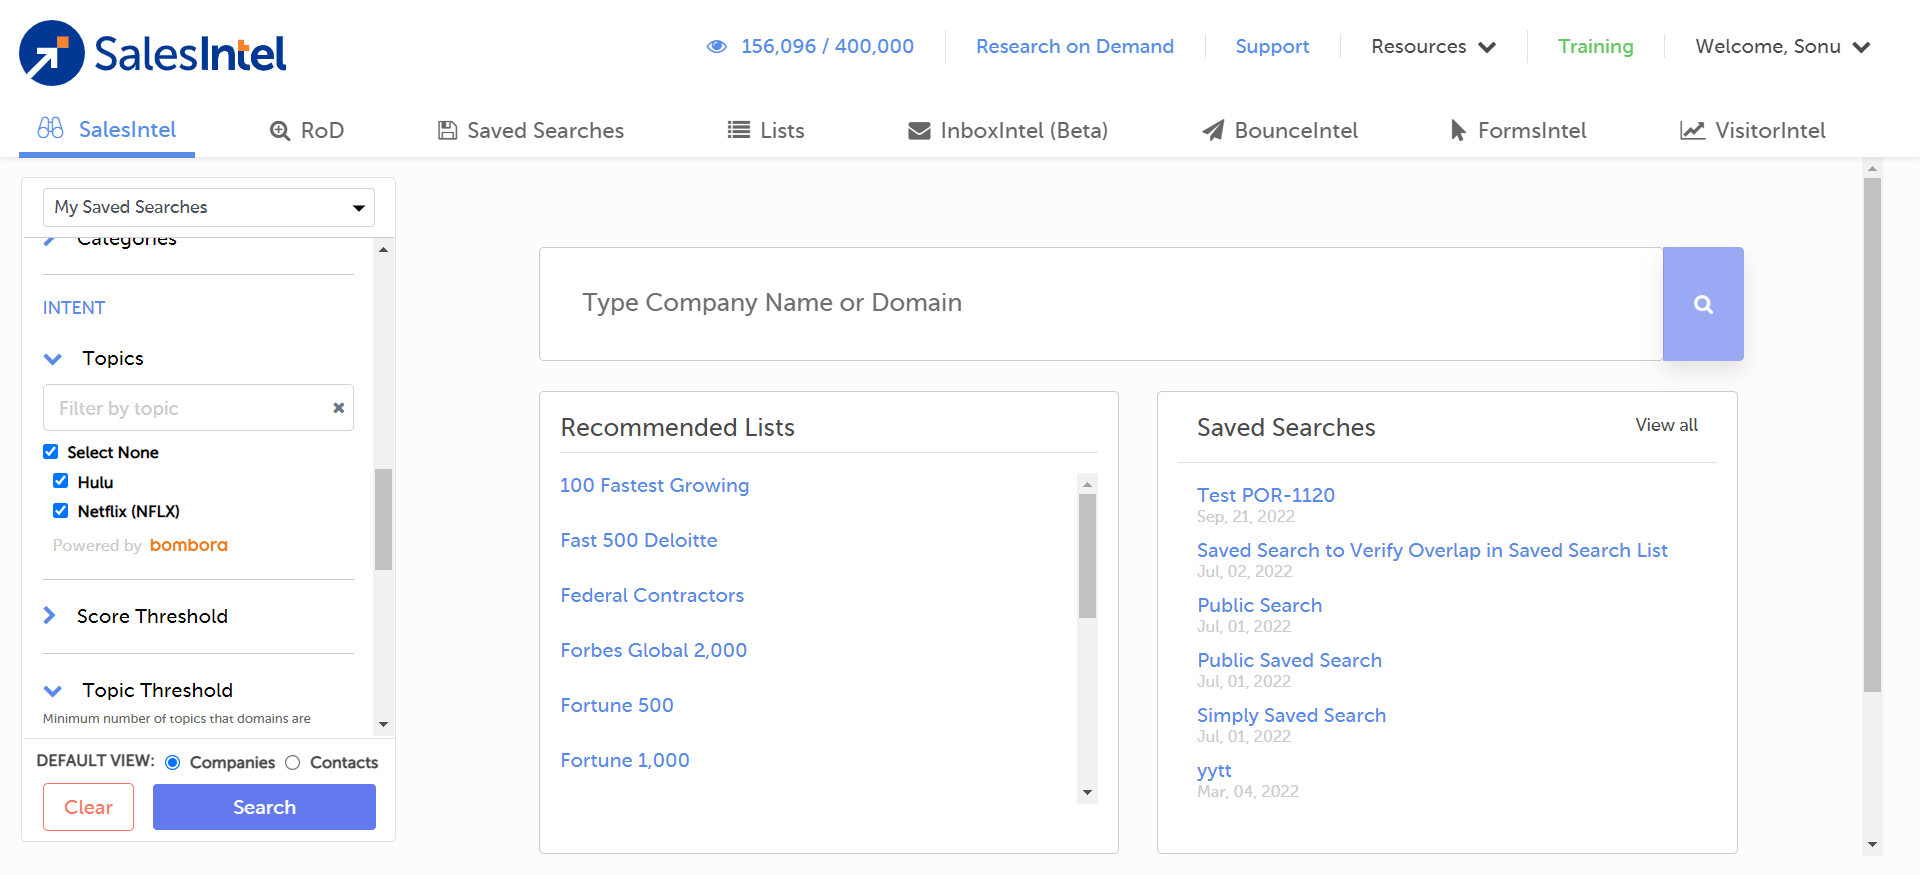 SalesIntel
156,096 / 400,000
Research on Demand
Support
Resources
Training
Welcome, Sonu
SalesIntel
RoD
Saved Searches
Lists
InboxIntel (Beta)
BounceIntel
FormsIntel
VisitorIntel
My Saved Searches
Categories
INTENT
Topics
Filter by topic
Select None
Hulu
Netflix (NFLX)
Powered by bombora
Score Threshold
Topic Threshold
Minimum number of topics that domains are
DEFAULT VIEW: Companies Contacts
Clear
Search
Type Company Name or Domain
Recommended Lists
100 Fastest Growing
Fast 500 Deloitte
Federal Contractors
Forbes Global 2,000
Fortune 500
Fortune 1,000
Saved Searches
View all
Test POR-1120
Sep, 21, 2022
Saved Search to Verify Overlap in Saved Search List
Jul, 02, 2022
Public Search
Jul, 01, 2022
Public Saved Search
Jul, 01, 2022
Simply Saved Search
Jul, 01, 2022
yytt
Mar, 04, 2022